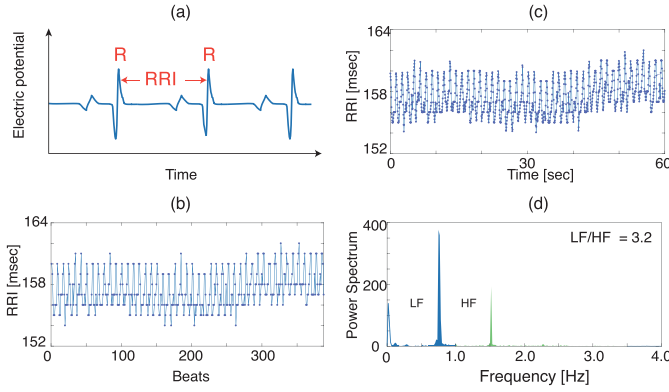 (a)
Electric potential
R
R
RRI
Time
(b)
RRI [msec]
164
158
152
0
100
200
300
Beats
(c)
RRI [msec]
164
158
152
0
30
60
Time [sec]
(d)
Power Spectrum
400
200
0
LF/HF = 3.2
LF
HF
0
1.0
2.0
3.0
4.0
Frequency [Hz]